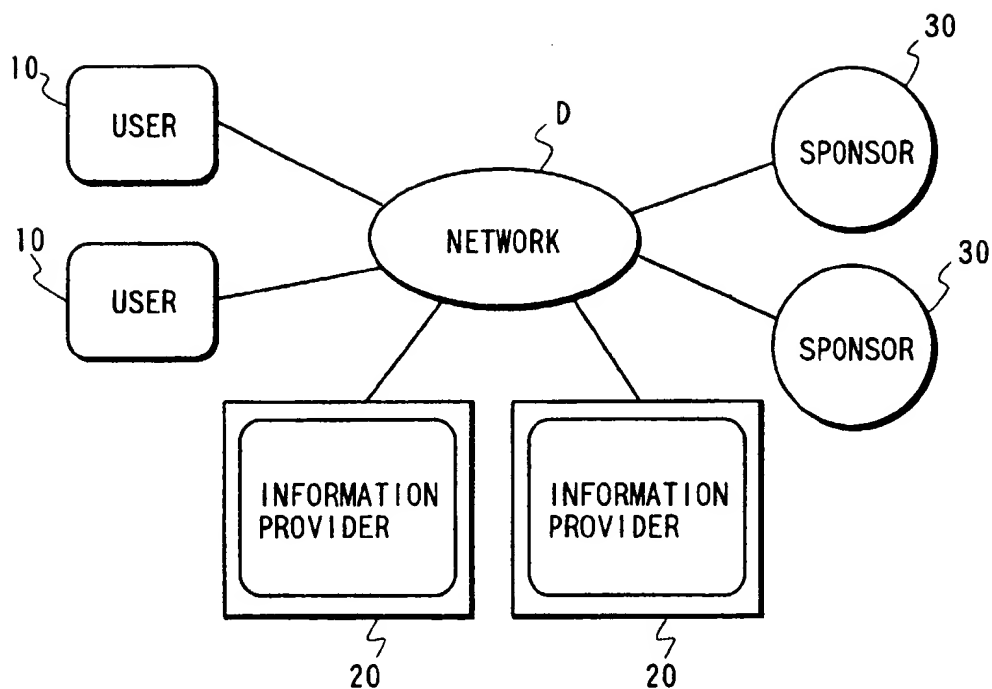 10
USER
D
30
SPONSOR
NETWORK
10
USER
30
SPONSOR
INFORMATION
PROVIDER
INFORMATION
PROVIDER
20
20